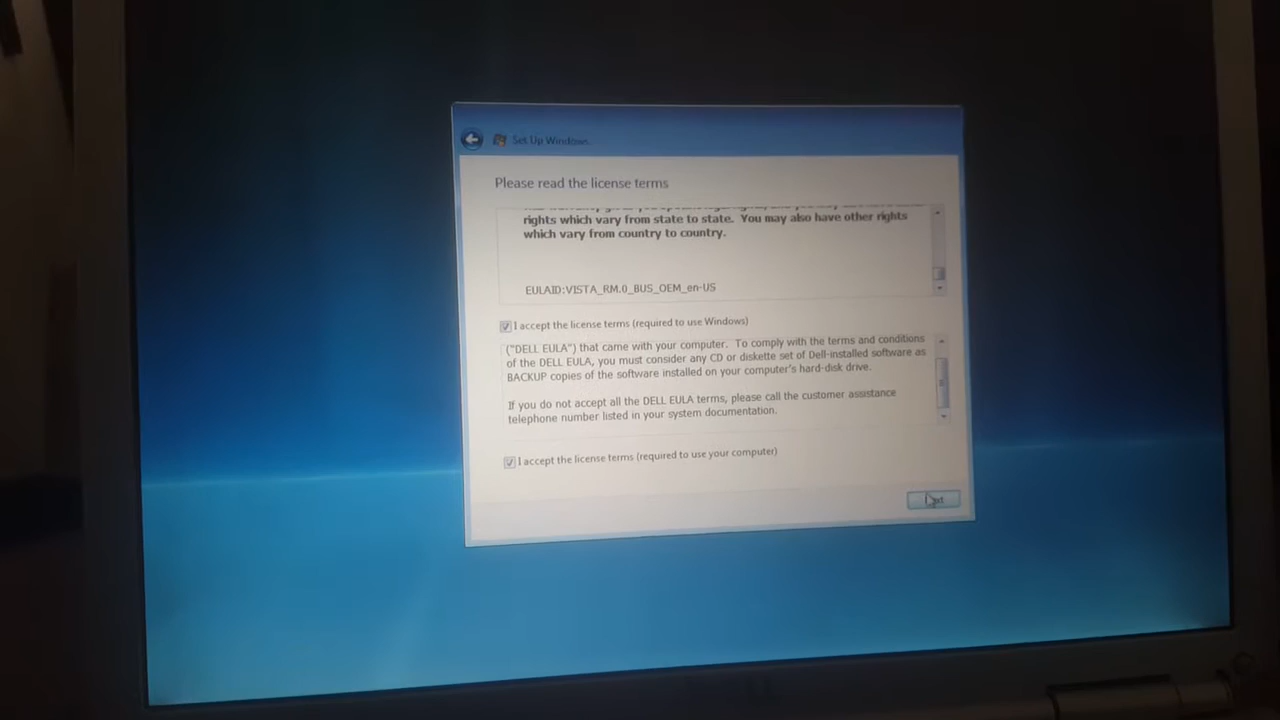 Set Up Windows
Please read the license terms
rights which vary from state to state. You may also have other rights
which vary from country to country.
EULAID:VISTA_RM.0_BUS_OEM_en-US
I accept the license terms (required to use Windows)
("DELL EULA") that came with your computer. To comply with the terms and conditions
of the DELL EULA, you must consider any CD or diskette set of Dell-installed software as
BACKUP copies of the software installed on your computer's hard-disk drive.
If you do not accept all the DELL EULA terms, please call the customer assistance
telephone number listed in your system documentation.
I accept the license terms (required to use your computer)